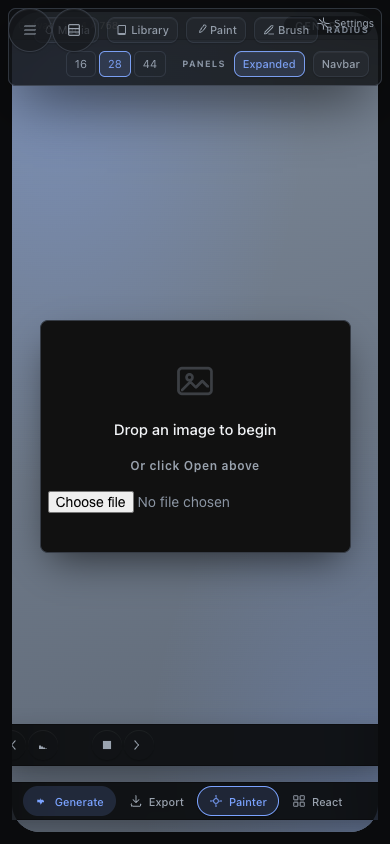 Library Paint Brush Settings
RADIUS
16 28 44 PANELS Expanded Navbar
Drop an image to begin
Or click Open above
Choose file No file chosen
Generate Export Painter React